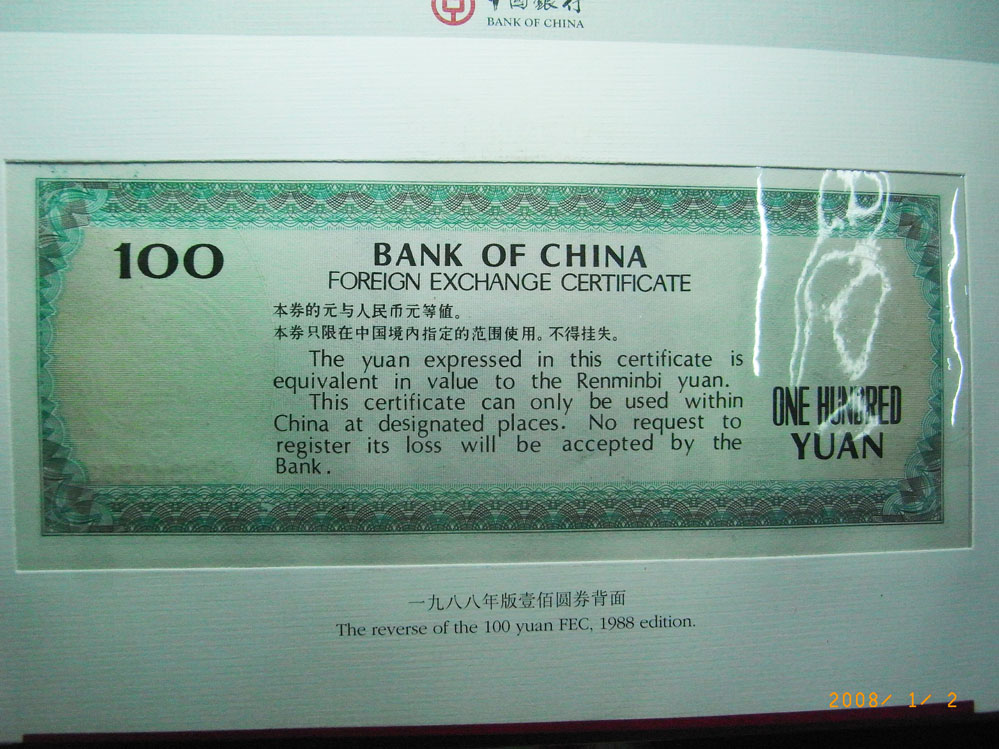 中国银行
BANK OF CHINA
100
BANK OF CHINA
FOREIGN EXCHANGE CERTIFICATE
本券的元与人民币元等値。
本券只限在中国境内指定的范围使用。不得挂失。
The yuan expressed in this certificate is
equivalent in value to the Renminbi yuan.
This certificate can only be used within
China at designated places. No request to
register its loss will be accepted by the
Bank.
ONE HUNDRED
YUAN
一九八八年版壹佰圆券背面
The reverse of the 100 yuan FEC, 1988 edition.
2008/ 1/ 2